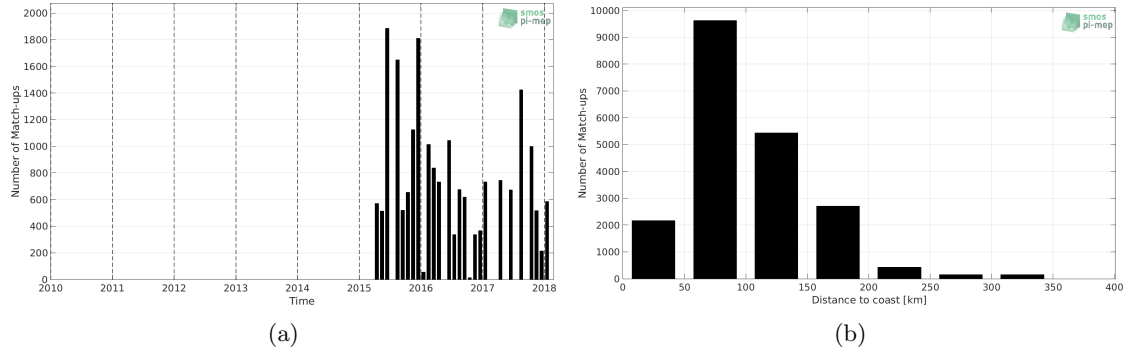 smos
pi-mep
Number of Match-ups
2000
1800
1600
1400
1200
1000
800
600
400
200
0
2010 2011 2012 2013 2014 2015 2016 2017 2018
Time
(a)
smos
pi-mep
Number of Match-ups
10000
9000
8000
7000
6000
5000
4000
3000
2000
1000
0
0 50 100 150 200 250 300 350 400
Distance to coast [km]
(b)